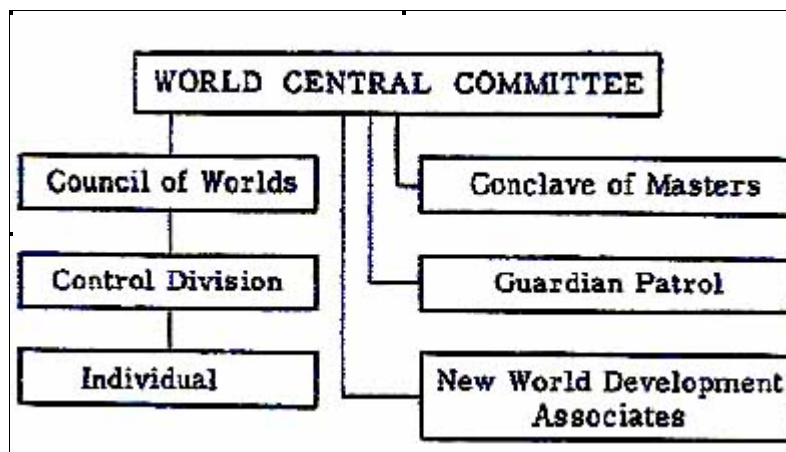 WORLD CENTRAL COMMITTEE
Council of Worlds
Conclave of Masters
Control Division
Guardian Patrol
Individual
New World Development
Associates